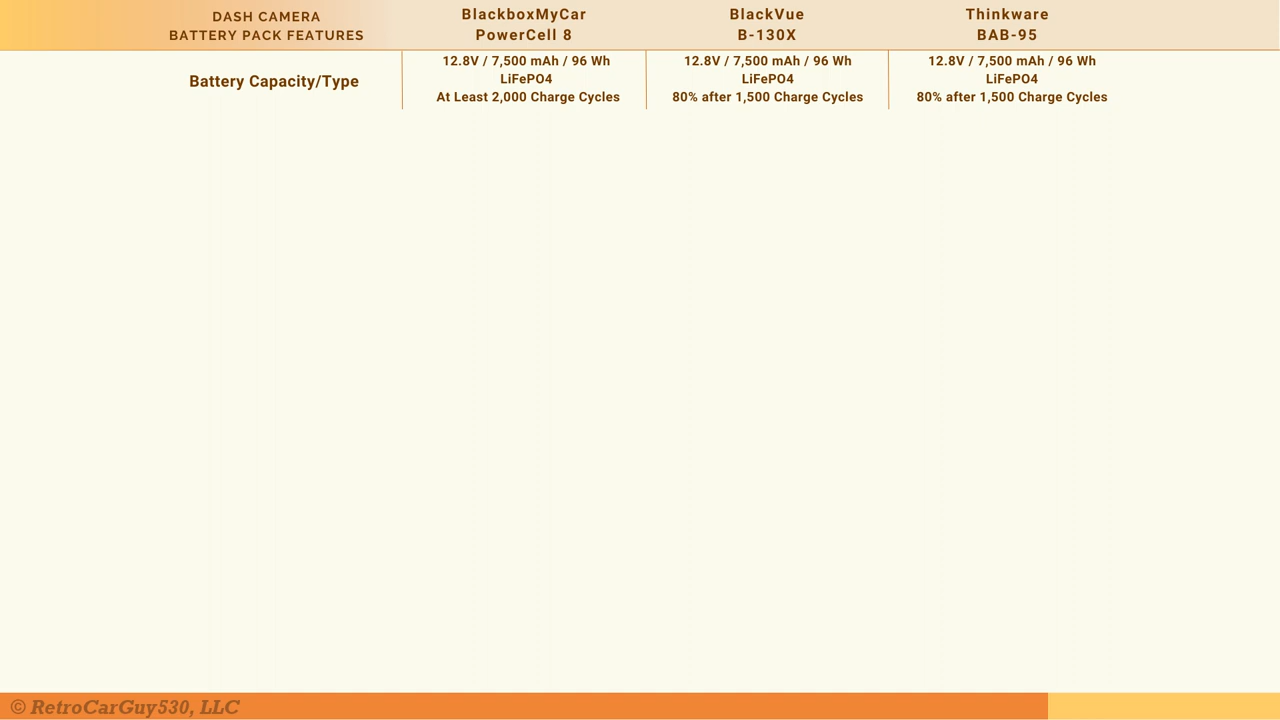 DASH CAMERA
BATTERY PACK FEATURES
BlackboxMyCar
PowerCell 8
BlackVue
B-130X
Thinkware
BAB-95
Battery Capacity/Type
12.8V / 7,500 mAh / 96 Wh
LiFePO4
At Least 2,000 Charge Cycles
12.8V / 7,500 mAh / 96 Wh
LiFePO4
80% after 1,500 Charge Cycles
12.8V / 7,500 mAh / 96 Wh
LiFePO4
80% after 1,500 Charge Cycles
© RetroCarGuy530, LLC